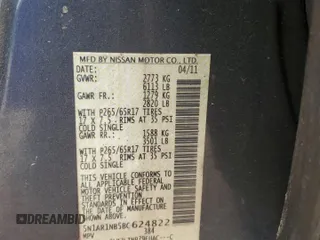 MFD BY NISSAN MOTOR CO., LTD.
DATE: 04/11
GVWR: 2773 KG
6113 LB
GAWR FR.: 1279 KG
2820 LB
WITH P265/65R17 TIRES
17 X 7.5 RIMS AT 35 PSI
COLD SINGLE
GAWR RR.: 1588 KG
3501 LB
WITH P265/65R17 TIRES
17 X 7.5 RIMS AT 35 PSI
COLD SINGLE
THIS VEHICLE CONFORMS TO ALL
APPLICABLE FEDERAL MOTOR VEHICLE
SAFETY AND THEFT PREVENTION
STANDARDS IN EFFECT ON THE DATE
OF MANUFACTURE SHOWN ABOVE.
5N1AR1NB5BC624822
MPV 384
IDREAMBID.COM